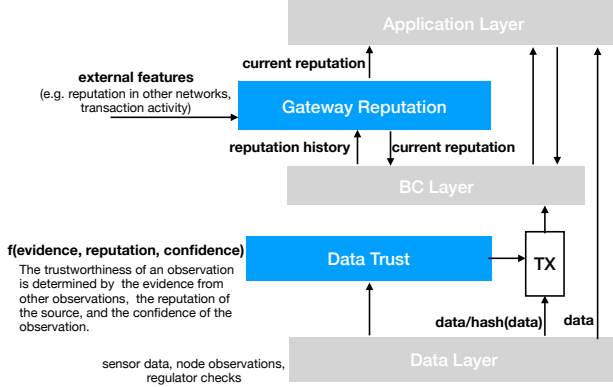 Application Layer
current reputation
external features
(e.g. reputation in other networks,
transaction activity)
Gateway Reputation
reputation history
current reputation
BC Layer
f(evidence, reputation, confidence)
Data Trust
TX
The trustworthiness of an observation
is determined by the evidence from
other observations, the reputation of
the source, and the confidence of the
observation.
data/hash(data)
data
sensor data, node observations,
regulator checks
Data Layer